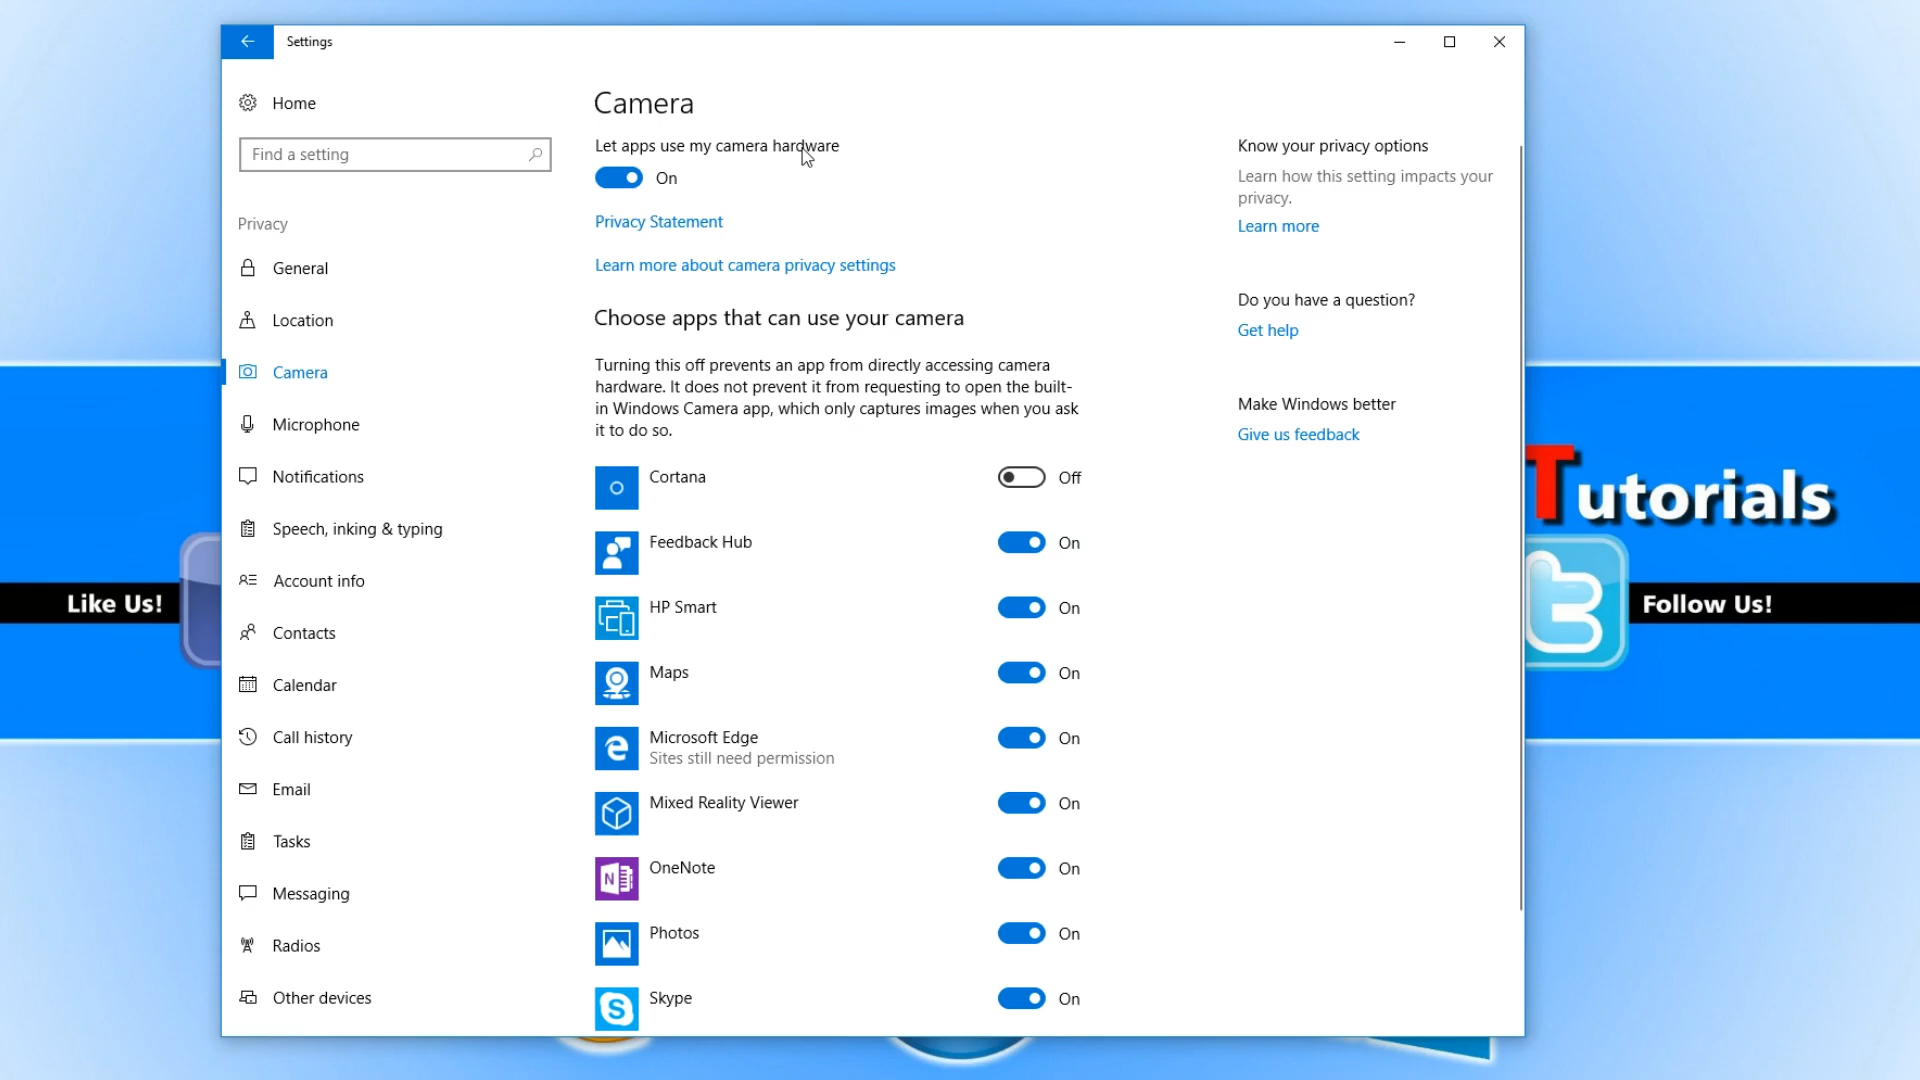 Settings
Home
Find a setting
Privacy
General
Location
Camera
Microphone
Notifications
Speech, inking & typing
Account info
Contacts
Calendar
Call history
Email
Tasks
Messaging
Radios
Other devices
Camera
Let apps use my camera hardware
On
Privacy Statement
Learn more about camera privacy settings
Choose apps that can use your camera
Turning this off prevents an app from directly accessing camera
hardware. It does not prevent it from requesting to open the built-
in Windows Camera app, which only captures images when you ask
it to do so.
Cortana Off
Feedback Hub On
HP Smart On
Maps On
Microsoft Edge On
Sites still need permission
Mixed Reality Viewer On
OneNote On
Photos On
Skype On
Know your privacy options
Learn how this setting impacts your
privacy.
Learn more
Do you have a question?
Get help
Make Windows better
Give us feedback
Tutorials
Like Us!
Follow Us!